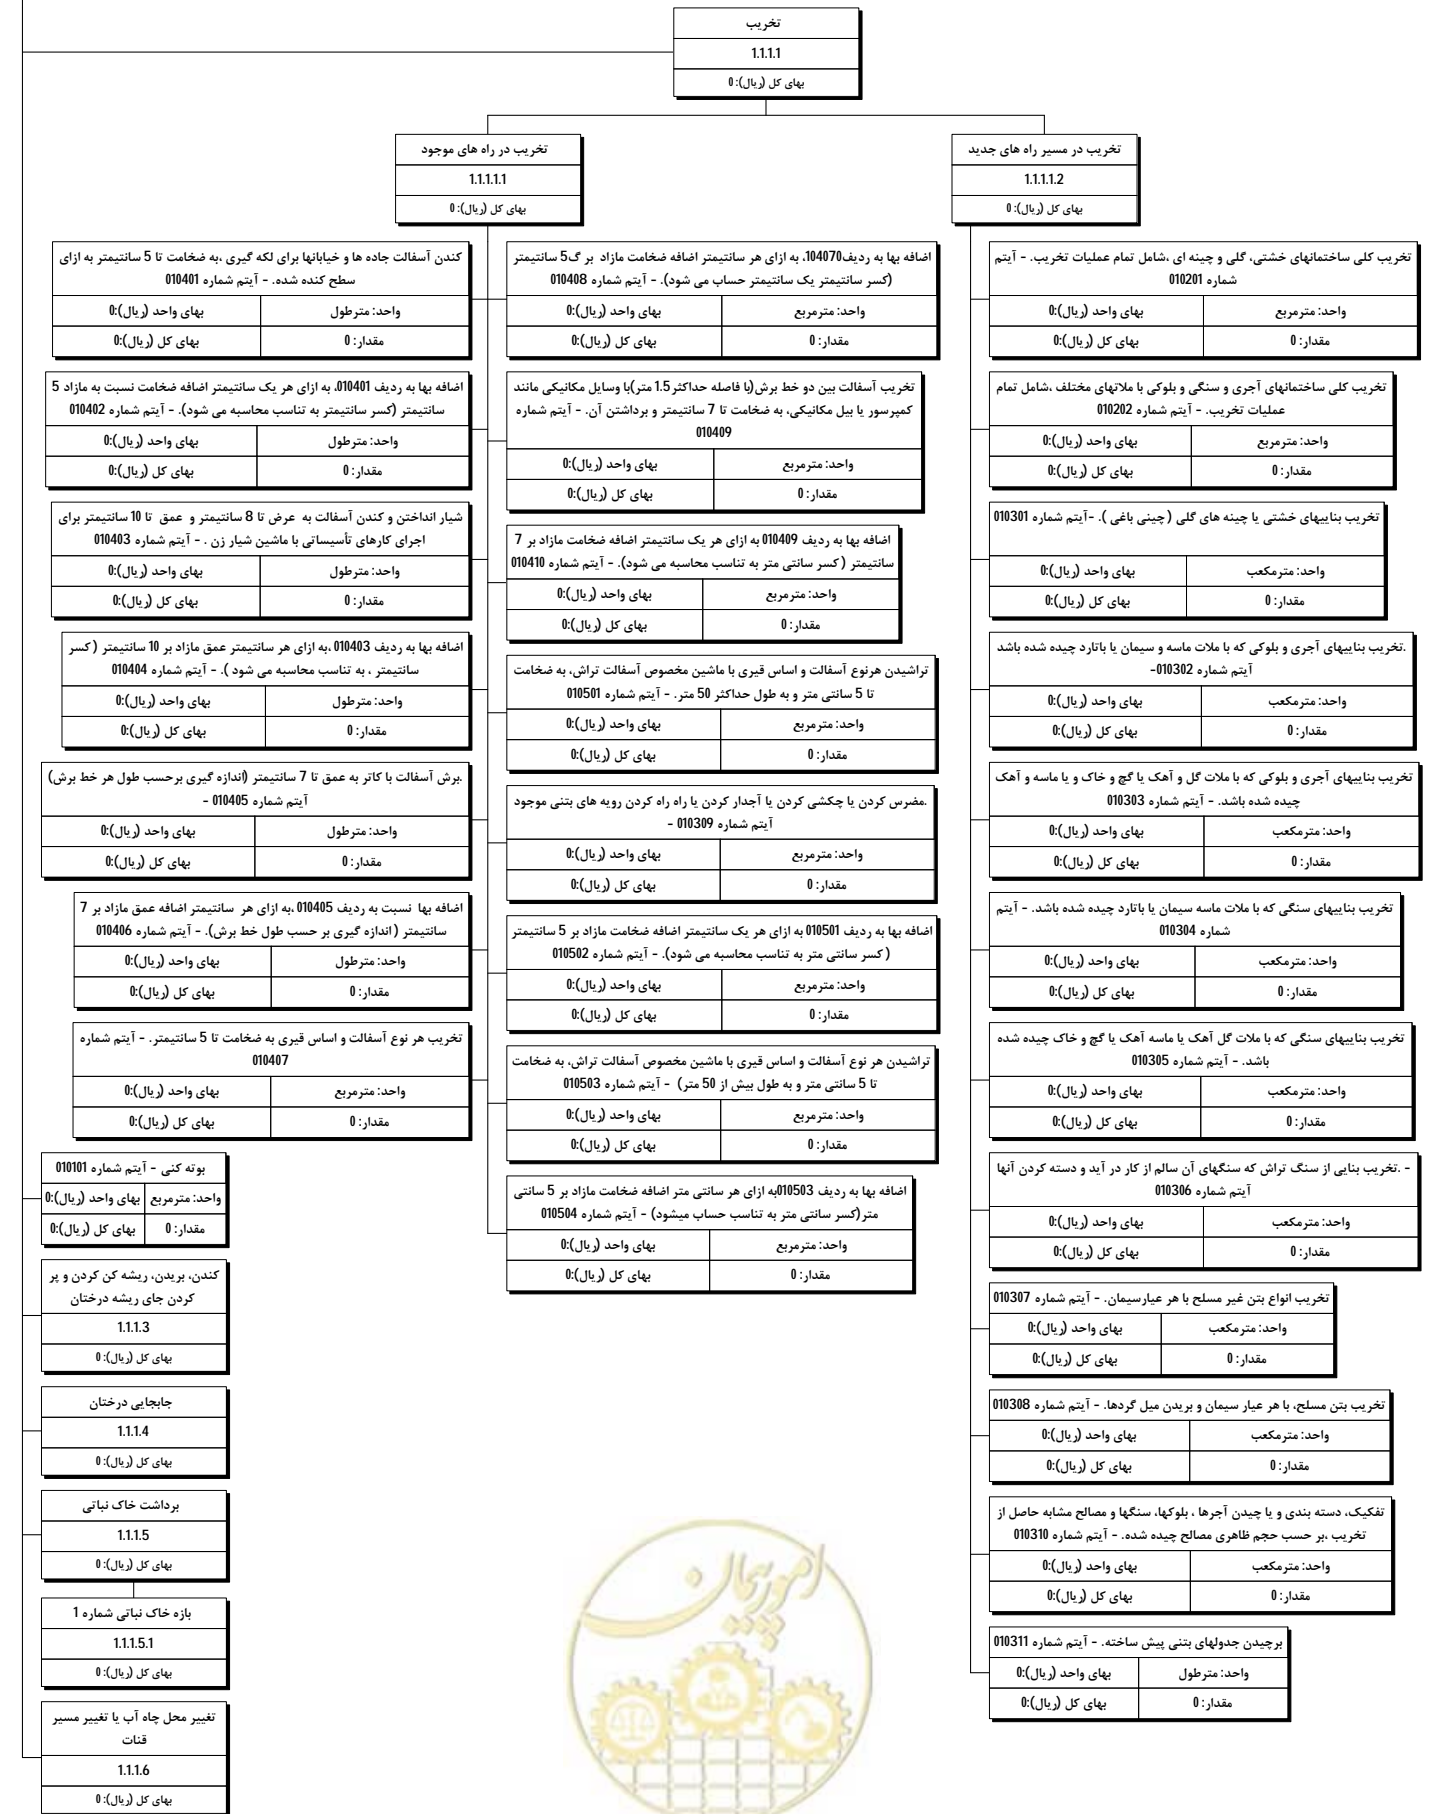 تخریب
1.1.1.1
بهای کل (ریال): 0
تخریب در مسیر راه های جدید
1.1.1.1.2
بهای کل (ریال): 0
تخریب در راه های موجود
1.1.1.1.1
بهای کل (ریال): 0
تخریب کلی ساختمانهای خشتی، گلی و چینه ای ،شامل تمام عملیات تخریب. - آیتم
شماره 010201
واحد: مترمربع بهای واحد (ریال):0
مقدار: 0 بهای کل (ریال):0
تخریب کلی ساختمانهای آجری و سنگی و بلوکی با ملاتهای مختلف ،شامل تمام
عملیات تخریب. - آیتم شماره 010202
واحد: مترمربع بهای واحد (ریال):0
مقدار: 0 بهای کل (ریال):0
تخریب بناییهای خشتی یا چینه های گلی ( چینی باغی ). -آیتم شماره 010301
واحد: مترمکعب بهای واحد (ریال):0
مقدار: 0 بهای کل (ریال):0
.تخریب بناییهای آجری و بلوکی که با ملات ماسه و سیمان یا باتارد چیده شده باشد
آیتم شماره 010302-
واحد: مترمکعب بهای واحد (ریال):0
مقدار: 0 بهای کل (ریال):0
تخریب بناییهای آجری و بلوکی که با ملات گل و آهک یا گچ و خاک و یا ماسه و آهک
چیده شده باشد. - آیتم شماره 010303
واحد: مترمکعب بهای واحد (ریال):0
مقدار: 0 بهای کل (ریال):0
تخریب بناییهای سنگی که با ملات ماسه سیمان یا باتارد چیده شده باشد. - آیتم
شماره 010304
واحد: مترمکعب بهای واحد (ریال):0
مقدار: 0 بهای کل (ریال):0
تخریب بناییهای سنگی که با ملات گل آهک یا ماسه آهک یا گچ و خاک چیده شده
باشد. - آیتم شماره 010305
واحد: مترمکعب بهای واحد (ریال):0
مقدار: 0 بهای کل (ریال):0
- .تخریب بنایی از سنگ تراش که سنگهای آن سالم از کار در آید و دسته کردن آنها
آیتم شماره 010306
واحد: مترمکعب بهای واحد (ریال):0
مقدار: 0 بهای کل (ریال):0
تخریب انواع بتن غیر مسلح با هر عیارسیمان. - آیتم شماره 010307
واحد: مترمکعب بهای واحد (ریال):0
مقدار: 0 بهای کل (ریال):0
تخریب بتن مسلح، با هر عیار سیمان و بریدن میل گردها. - آیتم شماره 010308
واحد: مترمکعب بهای واحد (ریال):0
مقدار: 0 بهای کل (ریال):0
تفکیک، دسته بندی و یا چیدن آجرها ، بلوکها، سنگها و مصالح مشابه حاصل از
تخریب ،بر حسب حجم ظاهری مصالح چیده شده. - آیتم شماره 010310
واحد: مترمکعب بهای واحد (ریال):0
مقدار: 0 بهای کل (ریال):0
برچیدن جدولهای بتنی پیش ساخته. - آیتم شماره 010311
واحد: مترطول بهای واحد (ریال):0
مقدار: 0 بهای کل (ریال):0
اضافه بها به ردیف104070، به ازای هر سانتیمتر اضافه ضخامت مازاد بر گ5 سانتیمتر
(کسر سانتیمتر یک سانتیمتر حساب می شود). - آیتم شماره 010408
واحد: مترمربع بهای واحد (ریال):0
مقدار: 0 بهای کل (ریال):0
تخریب آسفالت بین دو خط برش(با فاصله حداکثر 1.5 متر)با وسایل مکانیکی مانند
کمپرسور یا بیل مکانیکی، به ضخامت تا 7 سانتیمتر و برداشتن آن. - آیتم شماره
010409
واحد: مترمربع بهای واحد (ریال):0
مقدار: 0 بهای کل (ریال):0
اضافه بها به ردیف 010409 به ازای هر یک سانتیمتر اضافه ضخامت مازاد بر 7
سانتیمتر ( کسر سانتی متر به تناسب محاسبه می شود). - آیتم شماره 010410
واحد: مترمربع بهای واحد (ریال):0
مقدار: 0 بهای کل (ریال):0
تراشیدن هرنوع آسفالت و اساس قیری با ماشین مخصوص آسفالت تراش، به ضخامت
تا 5 سانتی متر و به طول حداکثر 50 متر. - آیتم شماره 010501
واحد: مترمربع بهای واحد (ریال):0
مقدار: 0 بهای کل (ریال):0
.مضرس کردن یا چکشی کردن یا آجدار کردن یا راه راه کردن رویه های بتنی موجود
آیتم شماره 010309 -
واحد: مترمربع بهای واحد (ریال):0
مقدار: 0 بهای کل (ریال):0
اضافه بها به ردیف 010501 به ازای هر یک سانتیمتر اضافه ضخامت مازاد بر 5 سانتیمتر
( کسر سانتی متر به تناسب محاسبه می شود). - آیتم شماره 010502
واحد: مترمربع بهای واحد (ریال):0
مقدار: 0 بهای کل (ریال):0
تراشیدن هر نوع آسفالت و اساس قیری با ماشین مخصوص آسفالت تراش، به ضخامت
تا 5 سانتی متر و به طول بیش از 50 متر) - آیتم شماره 010503
واحد: مترمربع بهای واحد (ریال):0
مقدار: 0 بهای کل (ریال):0
اضافه بها به ردیف 010503به ازای هر سانتی متر اضافه ضخامت مازاد بر 5 سانتی
متر(کسر سانتی متر به تناسب حساب میشود) - آیتم شماره 010504
واحد: مترمربع بهای واحد (ریال):0
مقدار: 0 بهای کل (ریال):0
کندن آسفالت جاده ها و خیابانها برای لکه گیری ،به ضخامت تا 5 سانتیمتر به ازای
سطح کنده شده. - آیتم شماره 010401
واحد: مترطول بهای واحد (ریال):0
مقدار: 0 بهای کل (ریال):0
اضافه بها به ردیف 010401، به ازای هر یک سانتیمتر اضافه ضخامت نسبت به مازاد 5
سانتیمتر (کسر سانتیمتر به تناسب محاسبه می شود). - آیتم شماره 010402
واحد: مترطول بهای واحد (ریال):0
مقدار: 0 بهای کل (ریال):0
شیار انداختن و کندن آسفالت به عرض تا 8 سانتیمتر و عمق تا 10 سانتیمتر برای
اجرای کارهای تأسیساتی با ماشین شیار زن . - آیتم شماره 010403
واحد: مترطول بهای واحد (ریال):0
مقدار: 0 بهای کل (ریال):0
اضافه بها به ردیف 010403 ،به ازای هر سانتیمتر عمق مازاد بر 10 سانتیمتر ( کسر
سانتیمتر ، به تناسب محاسبه می شود ). - آیتم شماره 010404
واحد: مترطول بهای واحد (ریال):0
مقدار: 0 بهای کل (ریال):0
.برش آسفالت با کاتر به عمق تا 7 سانتیمتر (اندازه گیری برحسب طول هر خط برش)
آیتم شماره 010405 -
واحد: مترطول بهای واحد (ریال):0
مقدار: 0 بهای کل (ریال):0
اضافه بها نسبت به ردیف 010405 ،به ازای هر سانتیمتر اضافه عمق مازاد بر 7
سانتیمتر ( اندازه گیری بر حسب طول خط برش). - آیتم شماره 010406
واحد: مترطول بهای واحد (ریال):0
مقدار: 0 بهای کل (ریال):0
تخریب هر نوع آسفالت و اساس قیری به ضخامت تا 5 سانتیمتر. - آیتم شماره
010407
واحد: مترمربع بهای واحد (ریال):0
مقدار: 0 بهای کل (ریال):0
بوته کنی - آیتم شماره 010101
واحد: مترمربع بهای واحد (ریال):0
مقدار: 0 بهای کل (ریال):0
کندن، بریدن، ریشه کن کردن و پر
کردن جای ریشه درختان
1.1.1.3
بهای کل (ریال): 0
جابجایی درختان
1.1.1.4
بهای کل (ریال): 0
برداشت خاک نباتی
1.1.1.5
بهای کل (ریال): 0
بازه خاک نباتی شماره 1
1.1.1.5.1
بهای کل (ریال): 0
تغییر محل چاه آب یا تغییر مسیر
قنات
1.1.1.6
بهای کل (ریال): 0
امور پیمان